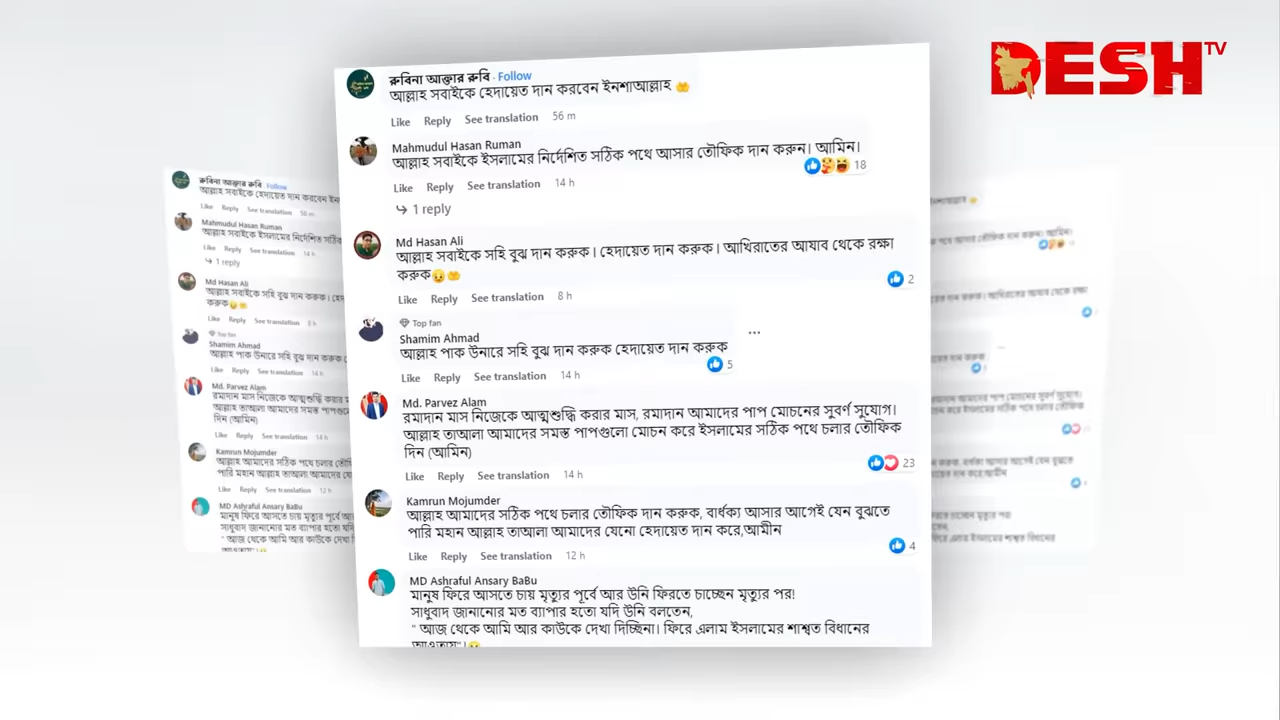 DESH TV
রুবিনা আক্তার রুবি · Follow
আল্লাহ সবাইকে হেদায়েত দান করবেন ইনশাআল্লাহ 🤲
Like Reply See translation 56 m
Mahmudul Hasan Ruman
আল্লাহ সবাইকে ইসলামের নির্দেশিত সঠিক পথে আসার তৌফিক দান করুন। আমিন।
18
Like Reply See translation 14 h
1 reply
Md Hasan Ali
আল্লাহ সবাইকে সহি বুঝ দান করুক। হেদায়েত দান করুক। আখিরাতের আযাব থেকে রক্ষা
করুক😢🤲
2
Like Reply See translation 8 h
Top fan
Shamim Ahmad
আল্লাহ পাক উনারে সহি বুঝ দান করুক হেদায়েত দান করুক
5
Like Reply See translation 14 h
Md. Parvez Alam
রমাদান মাস নিজেকে আত্মশুদ্ধি করার মাস, রমাদান আমাদের পাপ মোচনের সুবর্ণ সুযোগ।
আল্লাহ তাআলা আমাদের সমস্ত পাপগুলো মোচন করে ইসলামের সঠিক পথে চলার তৌফিক
দিন (আমিন)
23
Like Reply See translation 14 h
Kamrun Mojumder
আল্লাহ আমাদের সঠিক পথে চলার তৌফিক দান করুক, বার্ধক্য আসার আগেই যেন বুঝতে
পারি মহান আল্লাহ তাআলা আমাদের যেনো হেদায়েত দান করে,আমীন
4
Like Reply See translation 12 h
MD Ashraful Ansary BaBu
মানুষ ফিরে আসতে চায় মৃত্যুর পূর্বে আর উনি ফিরতে চাচ্ছেন মৃত্যুর পর!
সাধুবাদ জানানোর মত ব্যাপার হতো যদি উনি বলতেন,
" আজ থেকে আমি আর কাউকে দেখা দিচ্ছিনা। ফিরে এলাম ইসলামের শাশ্বত বিধানের